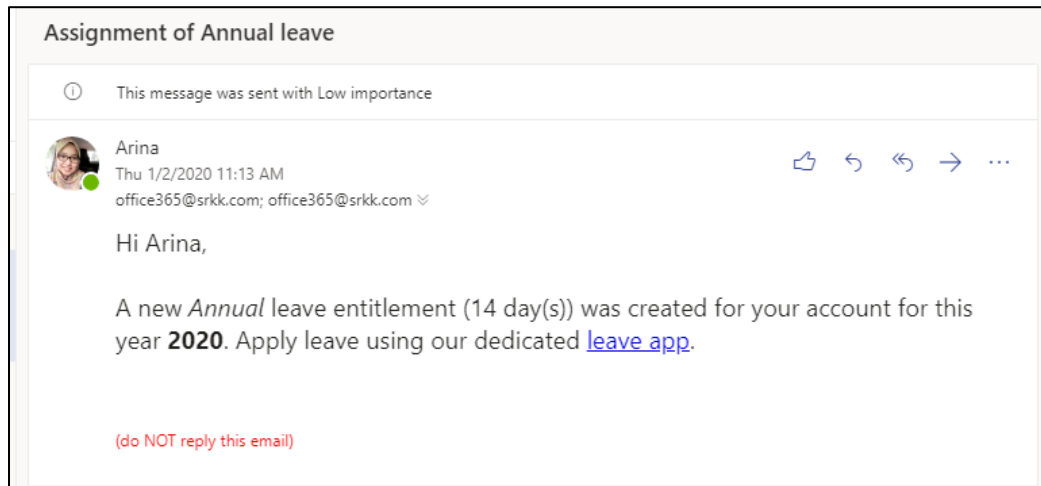 Assignment of Annual leave
This message was sent with Low importance
Arina
Thu 1/2/2020 11:13 AM
office365@srkk.com; office365@srkk.com
Hi Arina,
A new Annual leave entitlement (14 day(s)) was created for your account for this
year 2020. Apply leave using our dedicated leave app.
(do NOT reply this email)